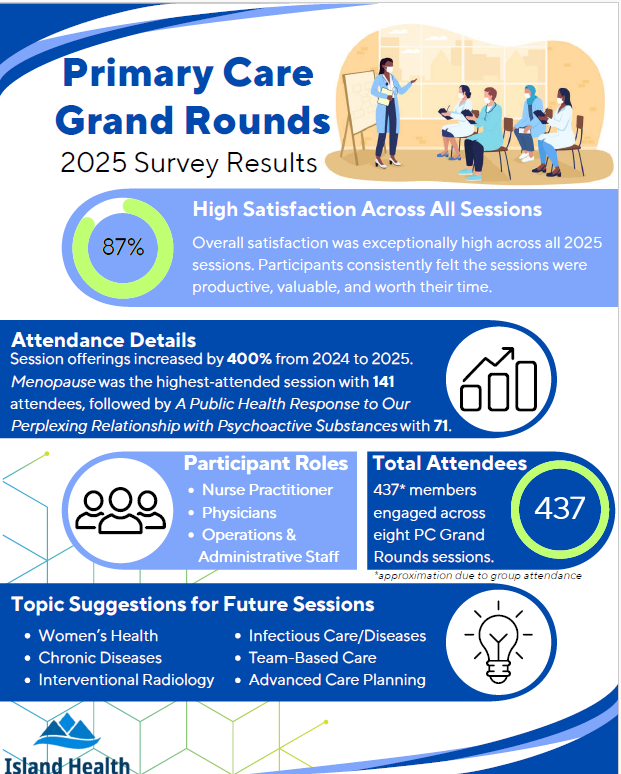 Primary Care
Grand Rounds
2025 Survey Results
87%
High Satisfaction Across All Sessions
Overall satisfaction was exceptionally high across all 2025
sessions. Participants consistently felt the sessions were
productive, valuable, and worth their time.
Attendance Details
Session offerings increased by 400% from 2024 to 2025.
Menopause was the highest-attended session with 141
attendees, followed by A Public Health Response to Our
Perplexing Relationship with Psychoactive Substances with 71.
Participant Roles
• Nurse Practitioner
• Physicians
• Operations &
Administrative Staff
Total Attendees
437* members
engaged across
eight PC Grand
Rounds sessions.
437
*approximation due to group attendance
Topic Suggestions for Future Sessions
• Women's Health
• Chronic Diseases
• Interventional Radiology
• Infectious Care/Diseases
• Team-Based Care
• Advanced Care Planning
Island Health